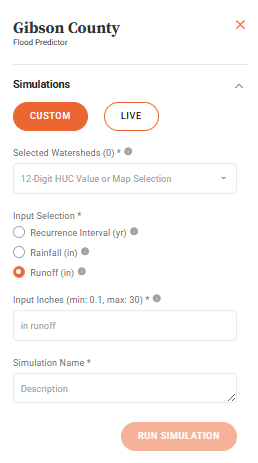 Gibson County
Flood Predictor
Simulations
CUSTOM
LIVE
Selected Watersheds (0) *
12-Digit HUC Value or Map Selection
Input Selection *
Recurrence Interval (yr)
Rainfall (in)
Runoff (in)
Input Inches (min: 0.1, max: 30) *
in runoff
Simulation Name *
Description
RUN SIMULATION